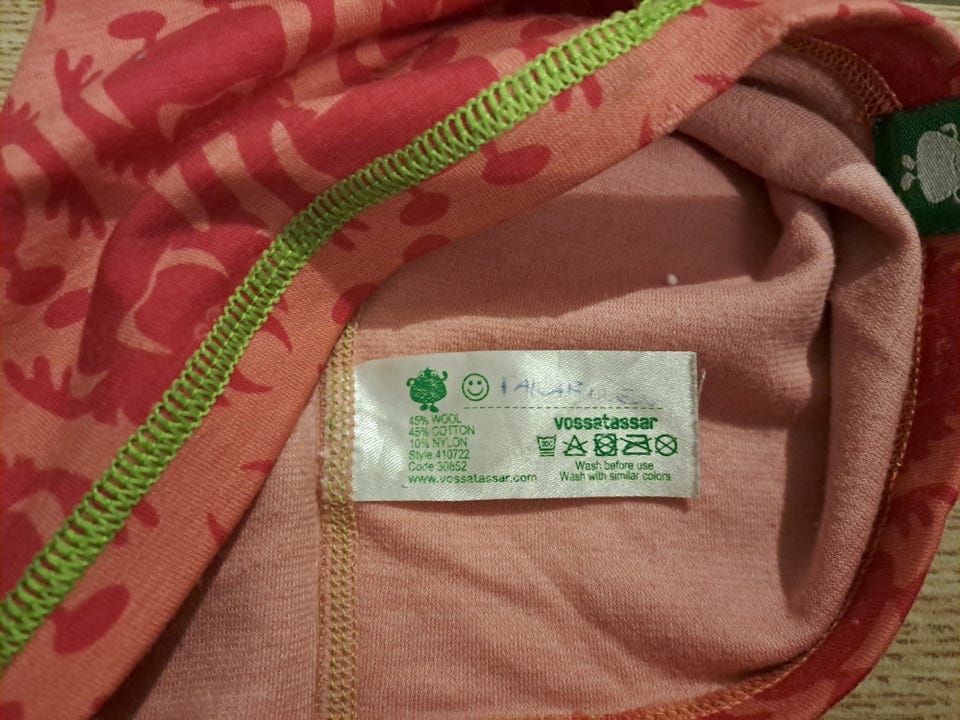 45% WOOL
45% COTTON
10% NYLON
Style 410722
Code 30852
www.vossatassar.com
vossatassar
Wash before use
Wash with similar colors